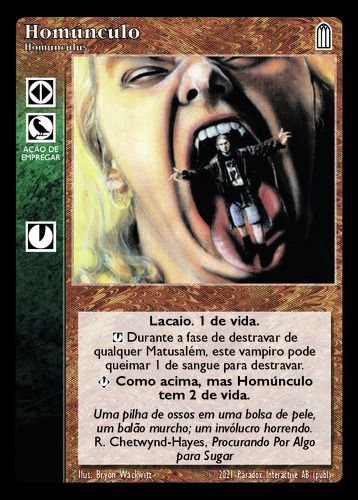 Homúnculo
Homunculus
AÇÃO DE
EMPREGAR
Lacaio. 1 de vida.
Durante a fase de destravar de
qualquer Matusalém, este vampiro pode
queimar 1 de sangue para destravar.
Como acima, mas Homúnculo
tem 2 de vida.
Uma pilha de ossos em uma bolsa de pele,
um balão murcho; um invólucro horrendo.
R. Chetwynd-Hayes, Procurando Por Algo
para Sugar
Ilus. Bryon Wackwitz © 2021 Paradox Interactive AB (publ)